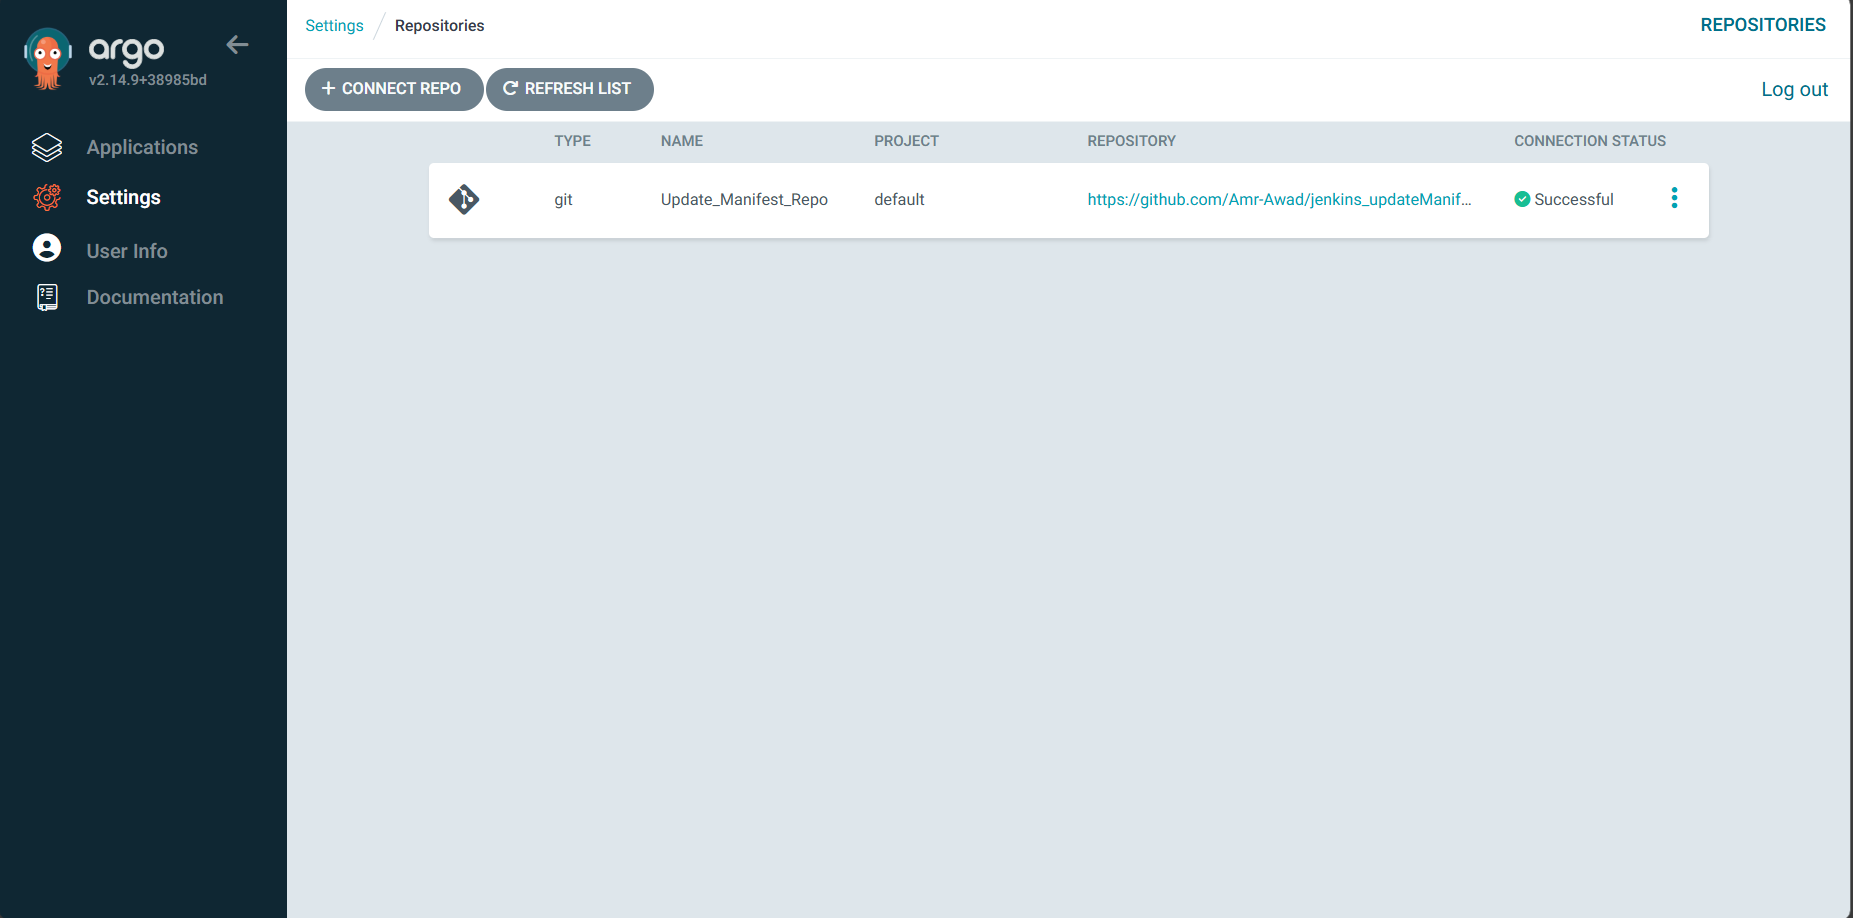 argo
v2.14.9+38985bd
Applications
Settings
User Info
Documentation
Settings / Repositories
REPOSITORIES
+ CONNECT REPO REFRESH LIST
Log out
TYPE NAME PROJECT REPOSITORY CONNECTION STATUS
git Update_Manifest_Repo default https://github.com/Amr-Awad/jenkins_updateManif... Successful